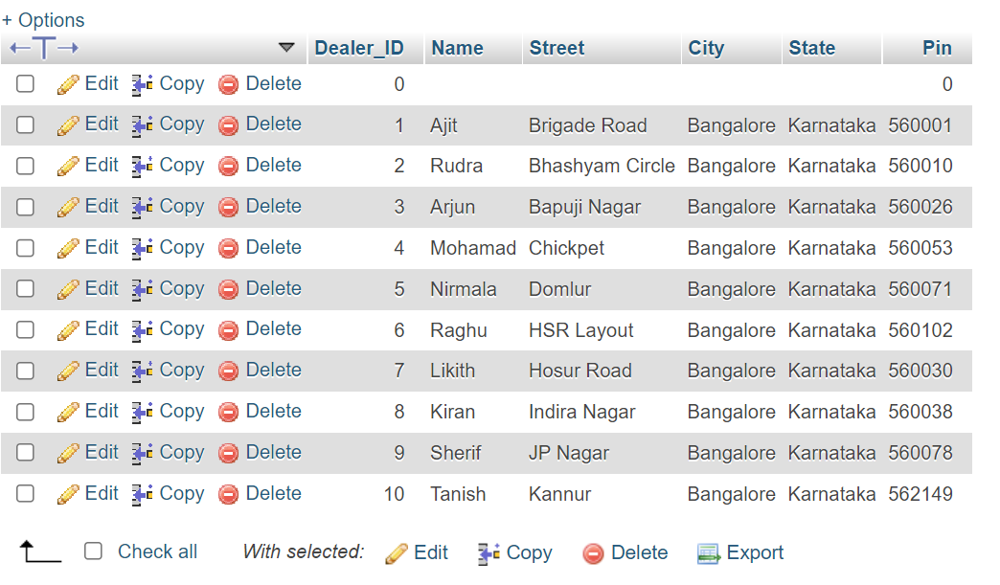 + Options
Dealer_ID Name Street City State Pin
Edit Copy Delete 0 0
Edit Copy Delete 1 Ajit Brigade Road Bangalore Karnataka 560001
Edit Copy Delete 2 Rudra Bhashyam Circle Bangalore Karnataka 560010
Edit Copy Delete 3 Arjun Bapuji Nagar Bangalore Karnataka 560026
Edit Copy Delete 4 Mohamad Chickpet Bangalore Karnataka 560053
Edit Copy Delete 5 Nirmala Domlur Bangalore Karnataka 560071
Edit Copy Delete 6 Raghu HSR Layout Bangalore Karnataka 560102
Edit Copy Delete 7 Likith Hosur Road Bangalore Karnataka 560030
Edit Copy Delete 8 Kiran Indira Nagar Bangalore Karnataka 560038
Edit Copy Delete 9 Sherif JP Nagar Bangalore Karnataka 560078
Edit Copy Delete 10 Tanish Kannur Bangalore Karnataka 562149
Check all With selected: Edit Copy Delete Export